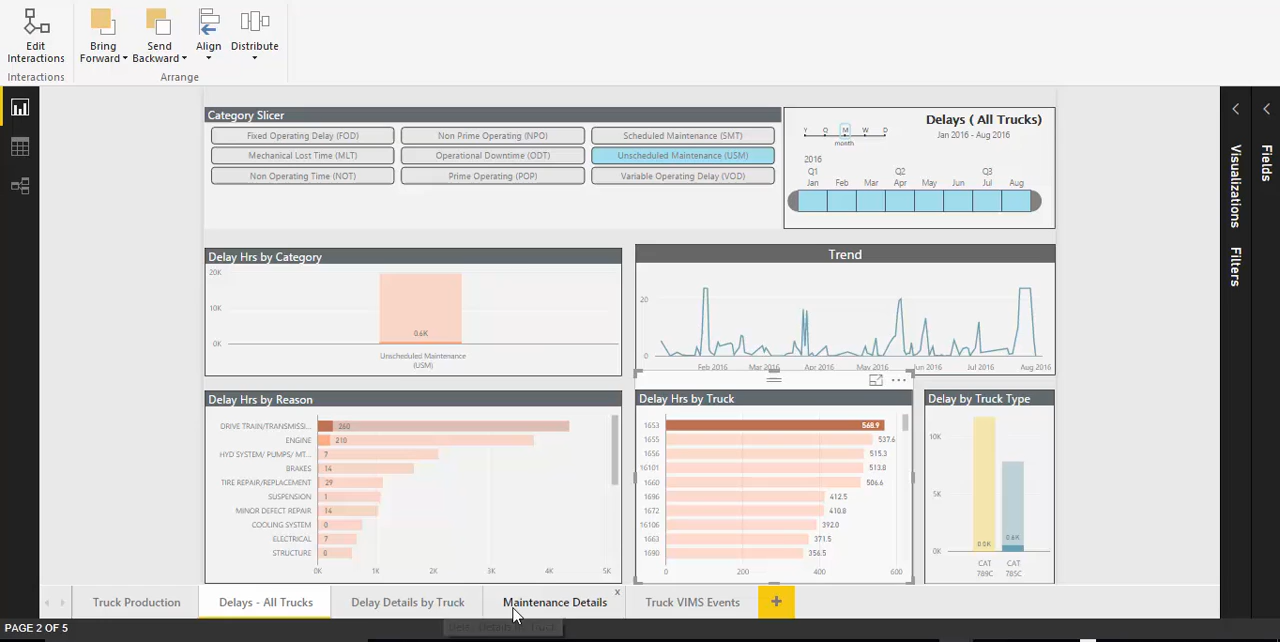 Edit
Interactions
Bring
Forward
Send
Backward
Align
Distribute
Interactions
Arrange
Category Slicer
Fixed Operating Delay (FOD)
Non Prime Operating (NPO)
Scheduled Maintenance (SMT)
Mechanical Lost Time (MLT)
Operational Downtime (ODT)
Unscheduled Maintenance (USM)
Non Operating Time (NOT)
Prime Operating (POP)
Variable Operating Delay (VOD)
Delays ( All Trucks)
Jan 2016 - Aug 2016
Y Q M W D
month
2016
Q1 Q2 Q3
Jan Feb Mar Apr May Jun Jul Aug
Visualizations
Filters
Fields
Delay Hrs by Category
20K
10K
0K
0.6K
Unscheduled Maintenance
(USM)
Trend
20
0
Feb 2016 Mar 2016 Apr 2016 May 2016 Jun 2016 Jul 2016 Aug 2016
Delay Hrs by Reason
DRIVE TRAIN/TRANSMISSI... 260
ENGINE 210
HYD SYSTEM/ PUMPS/ MT... 7
BRAKES 14
TIRE REPAIR/REPLACEMENT 29
SUSPENSION 1
MINOR DEFECT REPAIR 14
COOLING SYSTEM 0
ELECTRICAL 7
STRUCTURE 6
0K 1K 2K 3K 4K 5K
Delay Hrs by Truck
1653 568.9
1655 537.6
1656 515.3
16101 513.8
1660 506.6
1696 412.5
1672 410.8
16106 392.0
1663 371.5
1690 356.5
0 200 400 600
Delay by Truck Type
10K
5K
0K
0.0K 0.6K
CAT CAT
789C 785C
Truck Production
Delays - All Trucks
Delay Details by Truck
Maintenance Details
Truck VIMS Events
PAGE 2 OF 5